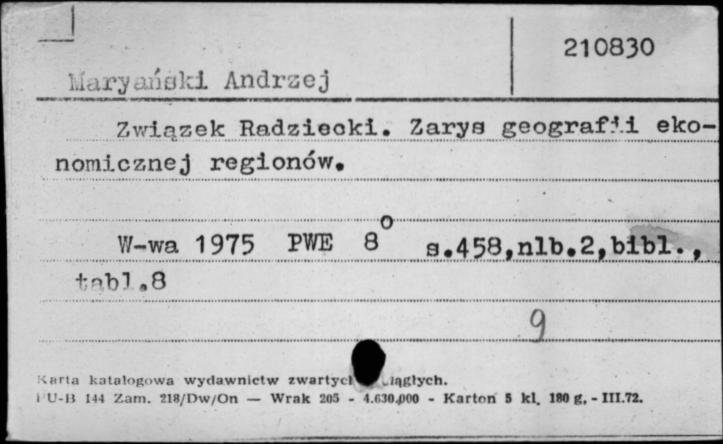 210830
Maryański Andrzej
Związek Radziecki. Zarys geografii eko-
nomicznej regionów.
W-wa 1975 PWE 8° s.458,nlb.2,bibl.,
tabl.8
9
Karta katalogowa wydawnictw zwartych ciągłych.
PU-B 144 Zam. 218/Dw/On — Wrak 205 - 4.630.000 - Karton 5 kl. 180 g. - III.72.